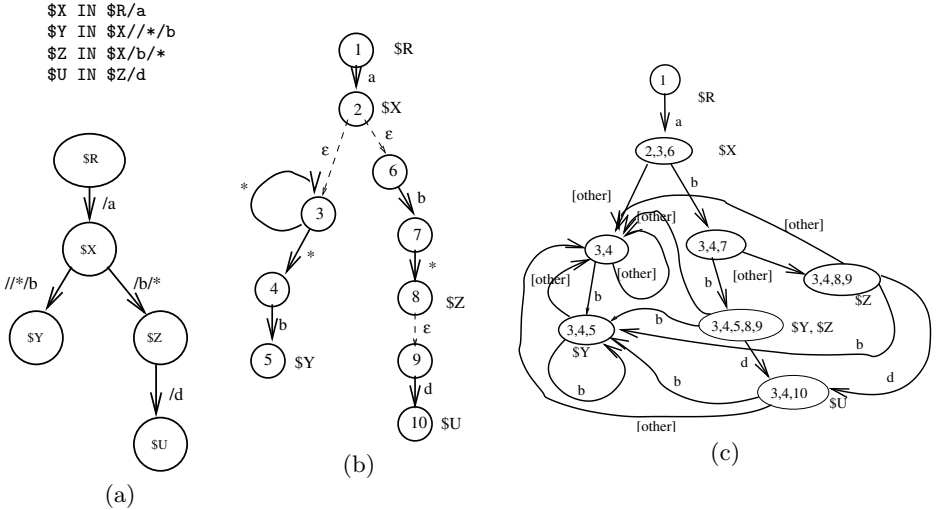 $X IN $R/a
$Y IN $X//*/b
$Z IN $X/b/*
$U IN $Z/d
$R
/a
$X
//*/b
/b/*
$Y
$Z
/d
$U
(a)
1
$R
a
2
$X
ε
ε
6
*
b
3
7
*
*
4
8
$Z
b
ε
5
$Y
9
d
10
$U
(b)
1
$R
a
2,3,6
$X
[other]
b
[other]
[other]
3,4
3,4,7
[other]
[other]
[other]
3,4,8,9
$Z
b
b
3,4,5
$Y
b
3,4,5,8,9
$Y, $Z
b
d
d
b
b
3,4,10
$U
[other]
(c)